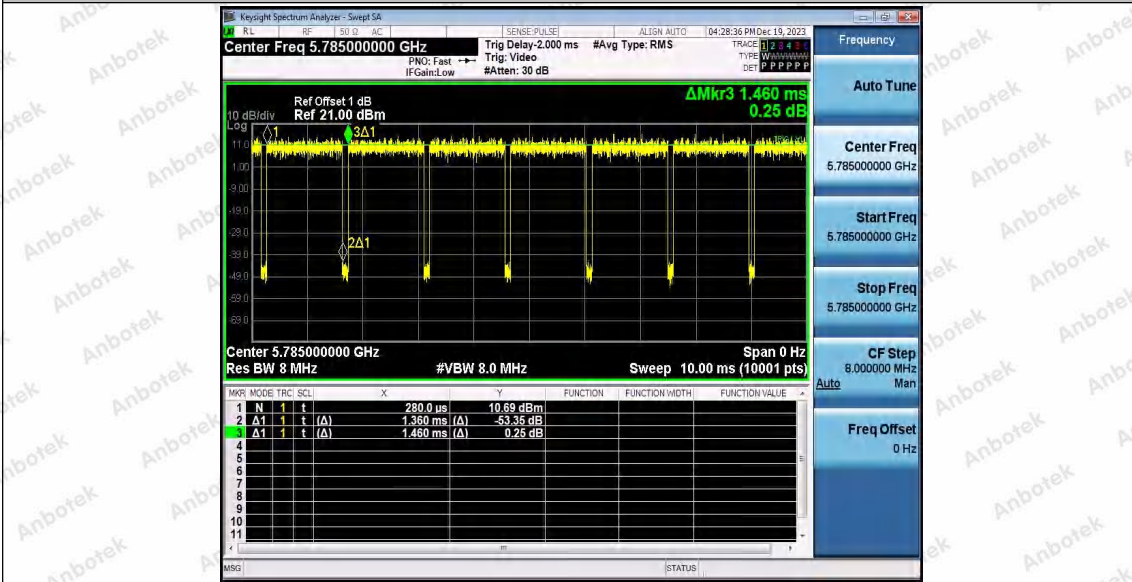 Keysight Spectrum Analyzer - Swept SA
RL RF 50 Ω AC SENSE:PULSE ALIGN AUTO 04:28:36 PM Dec 19, 2023
Center Freq 5.785000000 GHz
PNO: Fast
IFGain:Low
Trig Delay-2.000 ms #Avg Type: RMS
Trig: Video
#Atten: 30 dB
TRACE 1 2 3 4 5 6
TYPE WWWWWW
DET P P P P P P
Frequency
Auto Tune
Center Freq
5.785000000 GHz
Start Freq
5.785000000 GHz
Stop Freq
5.785000000 GHz
CF Step
8.000000 MHz
Auto Man
Freq Offset
0 Hz
ΔMkr3 1.460 ms
0.25 dB
Ref Offset 1 dB
10 dB/div Ref 21.00 dBm
Log
1
3Δ1
11.0
1.00
-9.00
-19.0
-29.0
2Δ1
-39.0
-49.0
-59.0
-69.0
Center 5.785000000 GHz Span 0 Hz
Res BW 8 MHz #VBW 8.0 MHz Sweep 10.00 ms (10001 pts)
MKR MODE TRC SCL X Y FUNCTION FUNCTION WIDTH FUNCTION VALUE
1 N 1 t 280.0 µs 10.69 dBm
2 Δ1 1 t (Δ) 1.360 ms (Δ) -53.35 dB
3 Δ1 1 t (Δ) 1.460 ms (Δ) 0.25 dB
4
5
6
7
8
9
10
11
MSG STATUS
Anbotek